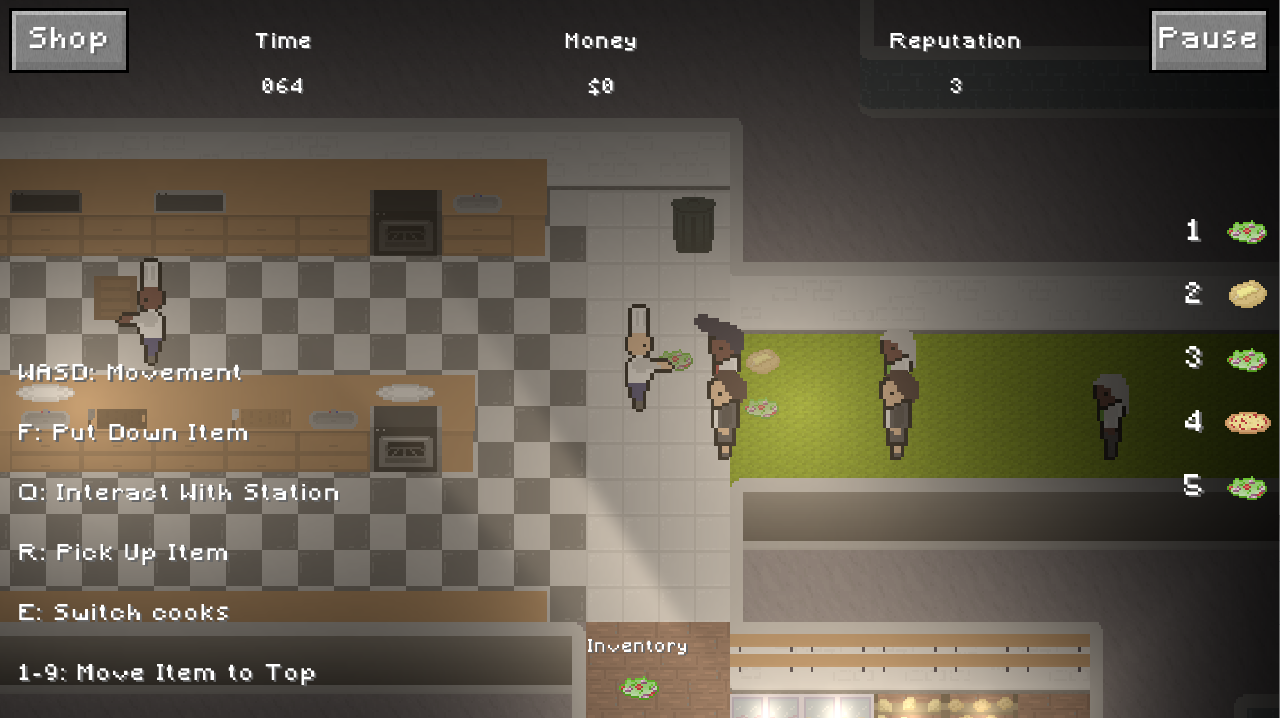 Shop
Time
Money
Reputation
Pause
064
$0
3
1
2
3
4
5
WASD: Movement
F: Put Down Item
Q: Interact With Station
R: Pick Up Item
E: Switch cooks
1-9: Move Item to Top
Inventory